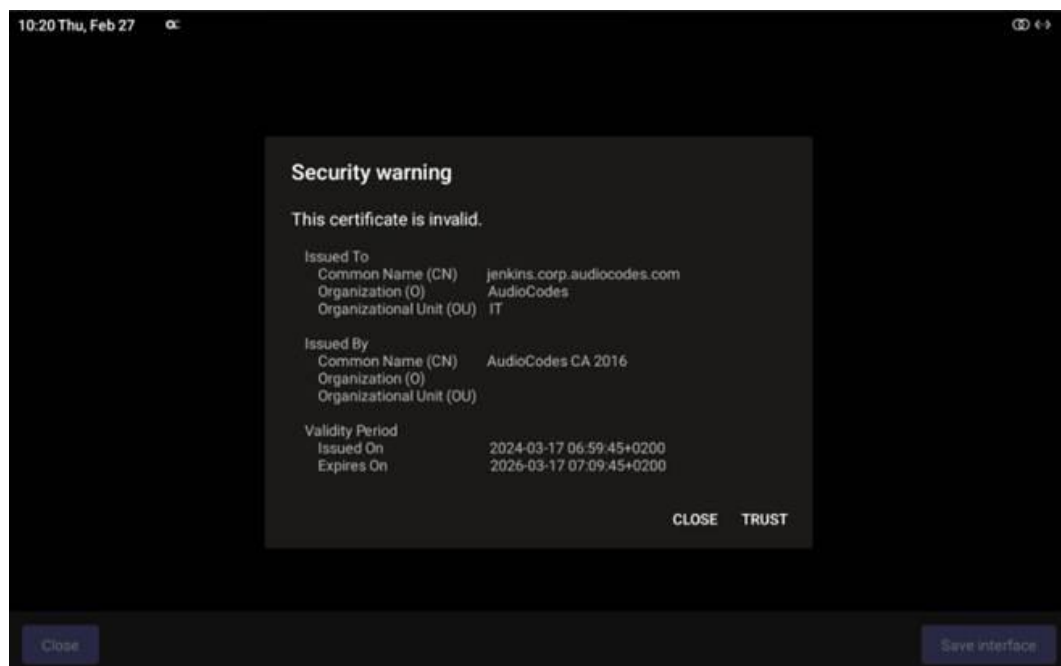 10:20 Thu, Feb 27
Security warning
This certificate is invalid.
Issued To
Common Name (CN) jenkins.corp.audiocodes.com
Organization (O) AudioCodes
Organizational Unit (OU) IT
Issued By
Common Name (CN) AudioCodes CA 2016
Organization (O)
Organizational Unit (OU)
Validity Period
Issued On 2024-03-17 06:59:45+0200
Expires On 2026-03-17 07:09:45+0200
CLOSE TRUST
Close Save interface